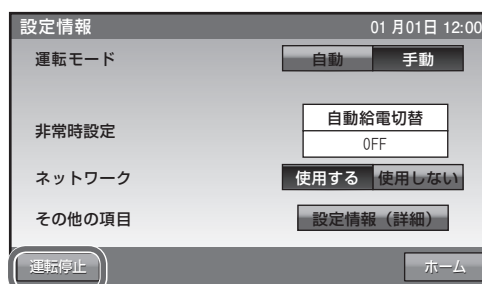 設定情報 01月01日 12:00
運転モード 自動 手動
自動給電切替
非常時設定
OFF
ネットワーク 使用する 使用しない
その他の項目 設定情報（詳細）
運転停止 ホーム